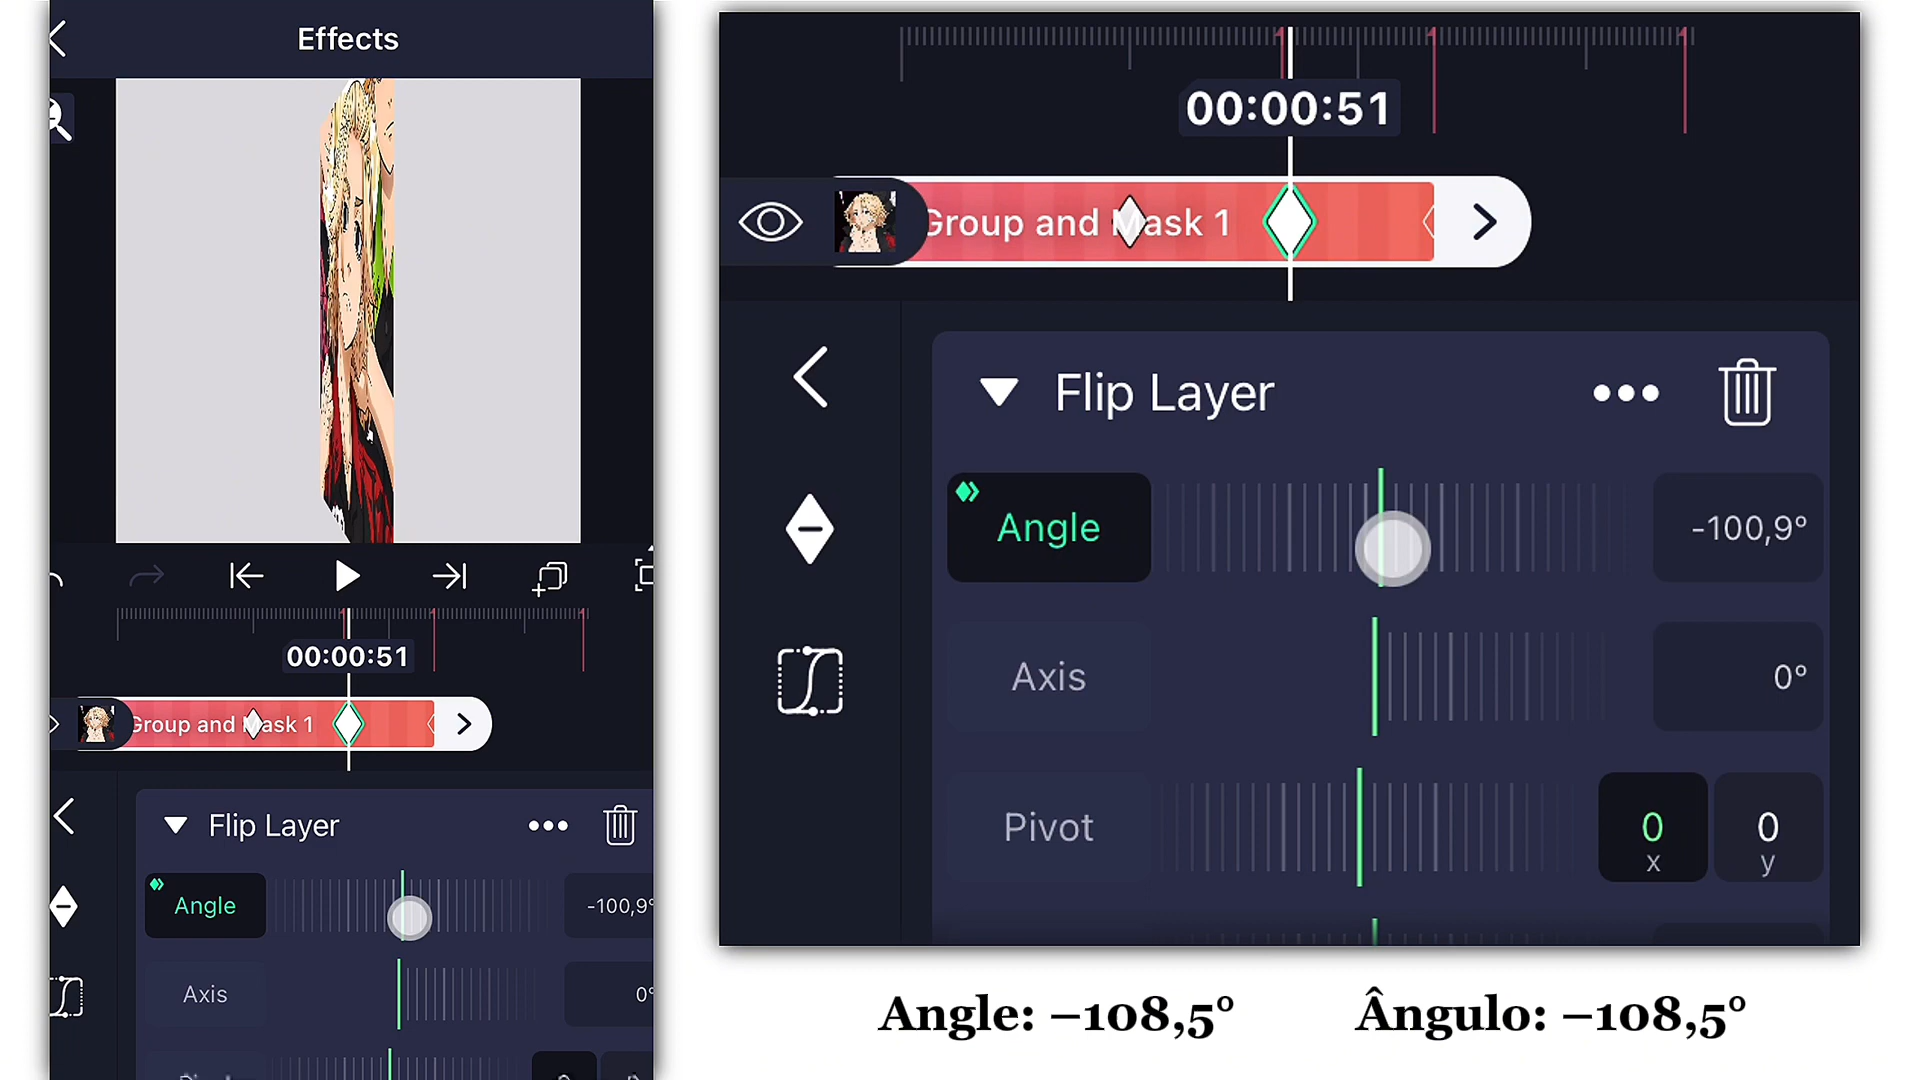 Effects
00:00:51
Group and Mask 1
Flip Layer
Angle
-100,9°
Axis
0°
00:00:51
Group and Mask 1
Flip Layer
Angle
-100,9°
Axis
0°
Pivot
0
x
0
y
Angle: –108,5° Ângulo: –108,5°